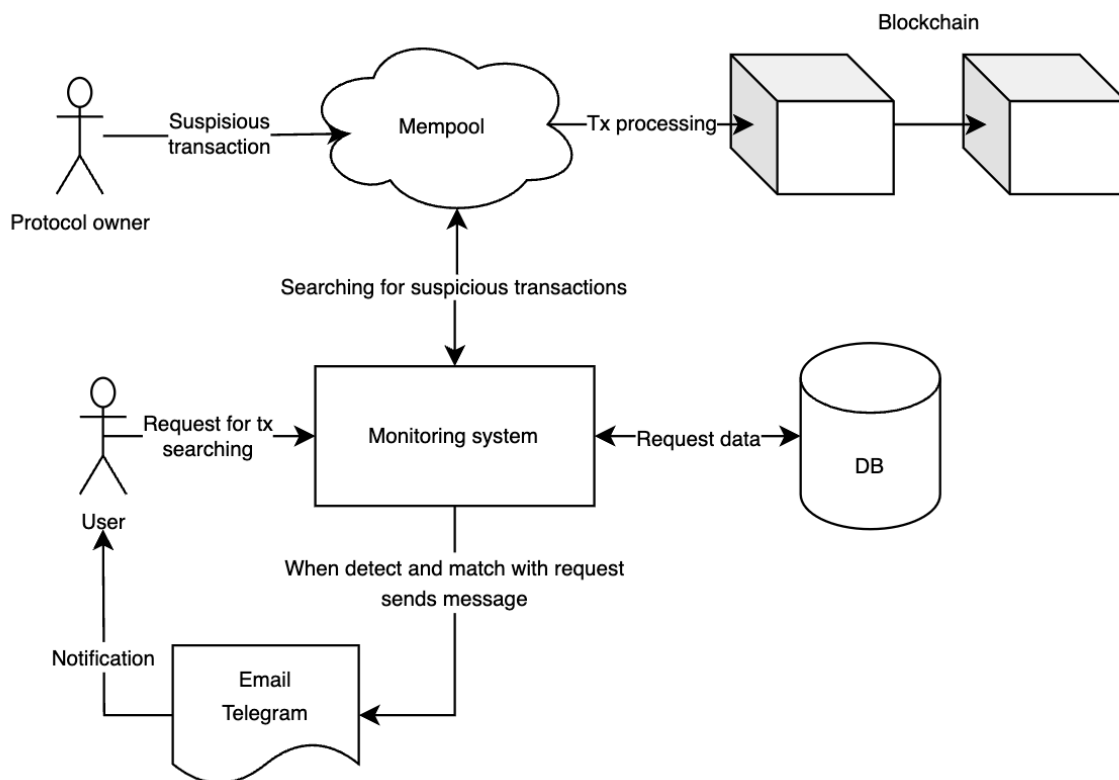 Blockchain
Suspisious
transaction
Mempool
Tx processing
Protocol owner
Searching for suspicious transactions
Request for tx
searching
Monitoring system
Request data
DB
User
When detect and match with request
sends message
Notification
Email
Telegram